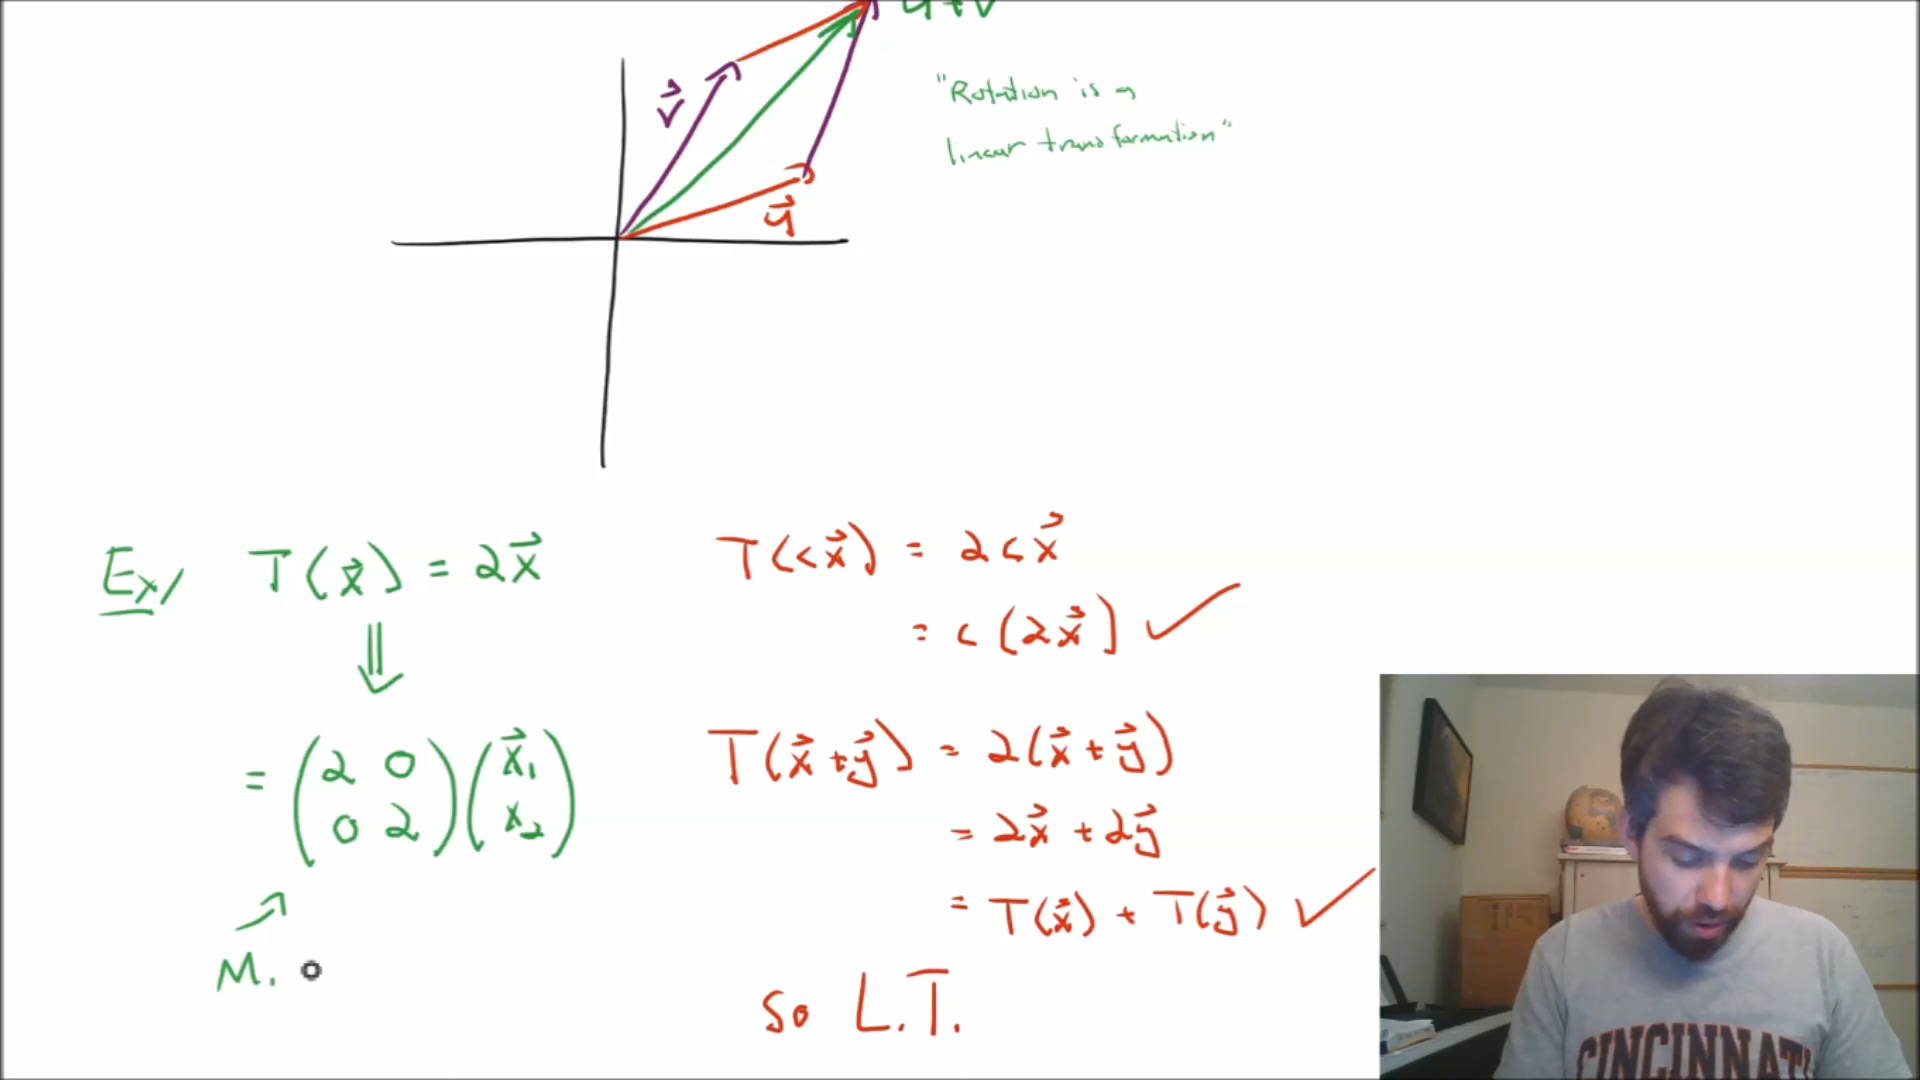 u+v
v⃗
"Rotation is a
linear transformation"
u⃗
Ex/ T(x⃗) = 2x⃗
⇓
= (2 0
0 2)(x⃗₁
x₂)
M.
T(cx⃗) = 2cx⃗
= c(2x⃗) ✓
T(x⃗+y⃗) = 2(x⃗+y⃗)
= 2x⃗ + 2y⃗
= T(x⃗) + T(y⃗) ✓
so L.T.
CINCINNATI